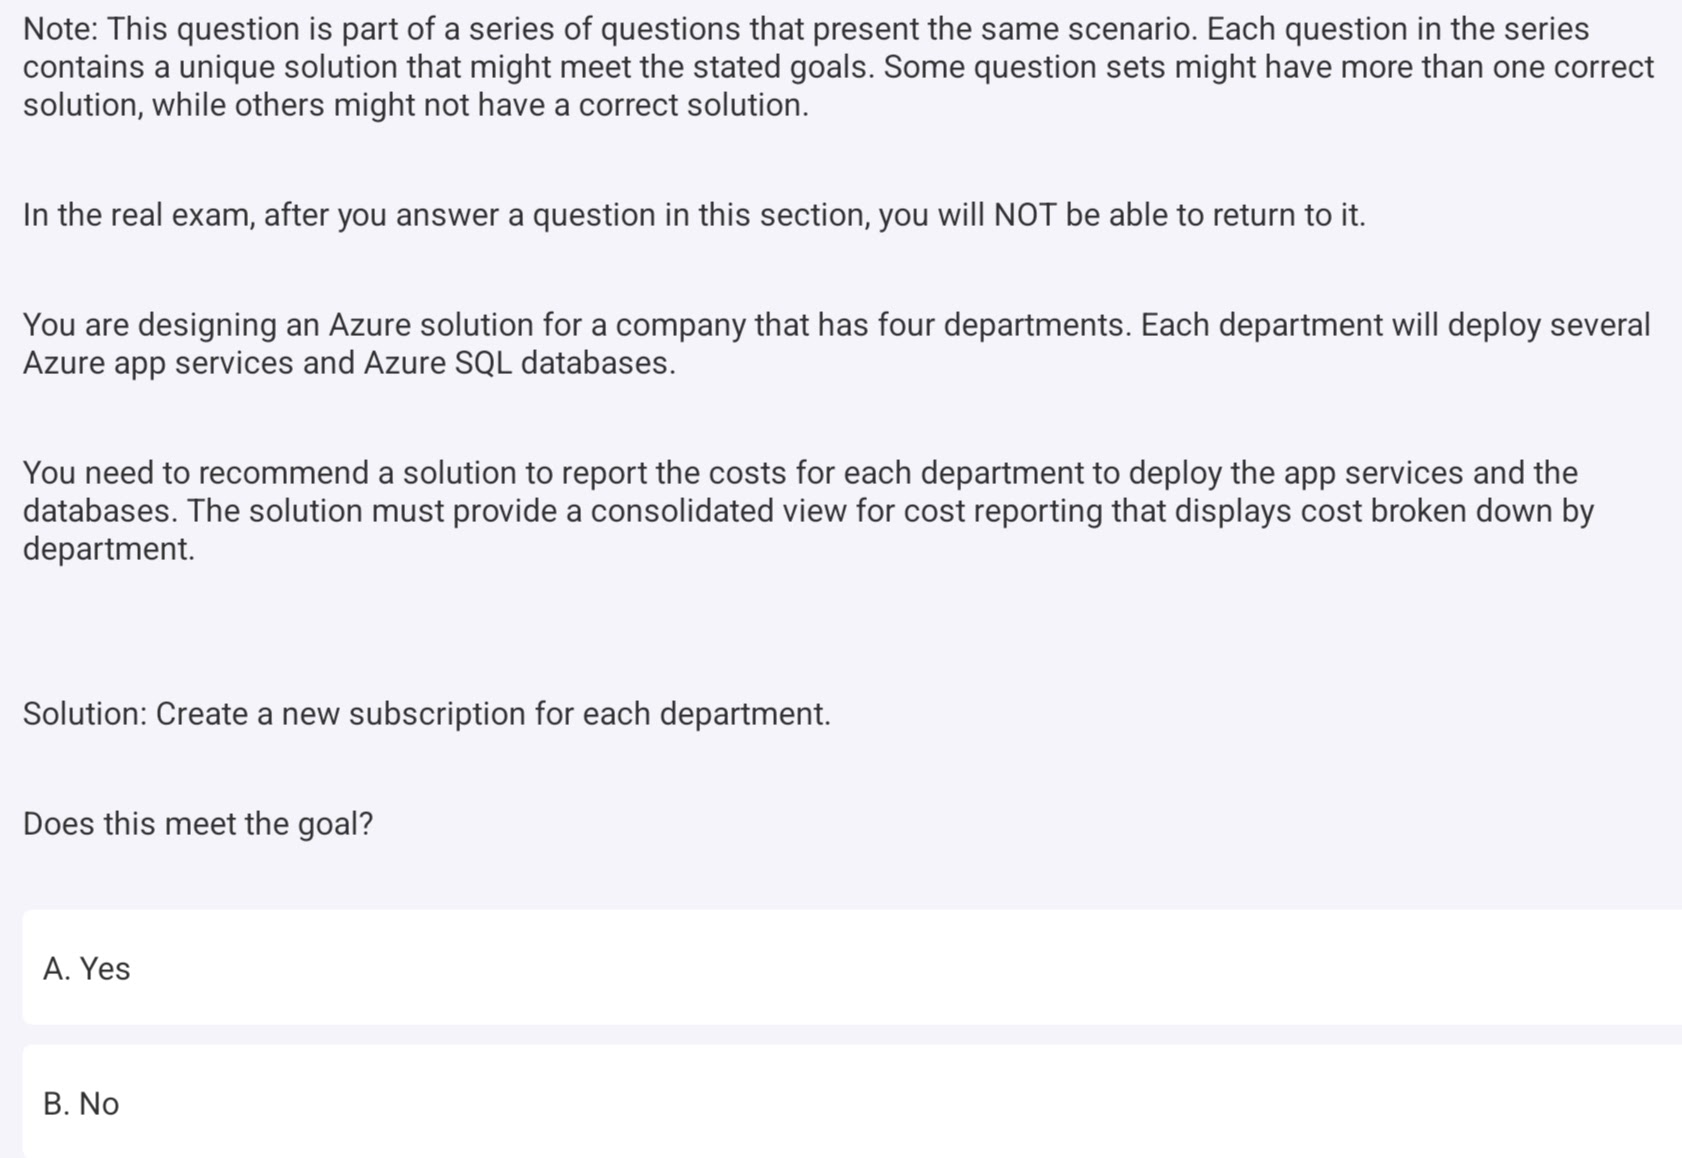 Note: This question is part of a series of questions that present the same scenario. Each question in the series
contains a unique solution that might meet the stated goals. Some question sets might have more than one correct
solution, while others might not have a correct solution.
In the real exam, after you answer a question in this section, you will NOT be able to return to it.
You are designing an Azure solution for a company that has four departments. Each department will deploy several
Azure app services and Azure SQL databases.
You need to recommend a solution to report the costs for each department to deploy the app services and the
databases. The solution must provide a consolidated view for cost reporting that displays cost broken down by
department.
Solution: Create a new subscription for each department.
Does this meet the goal?
A. Yes
B. No